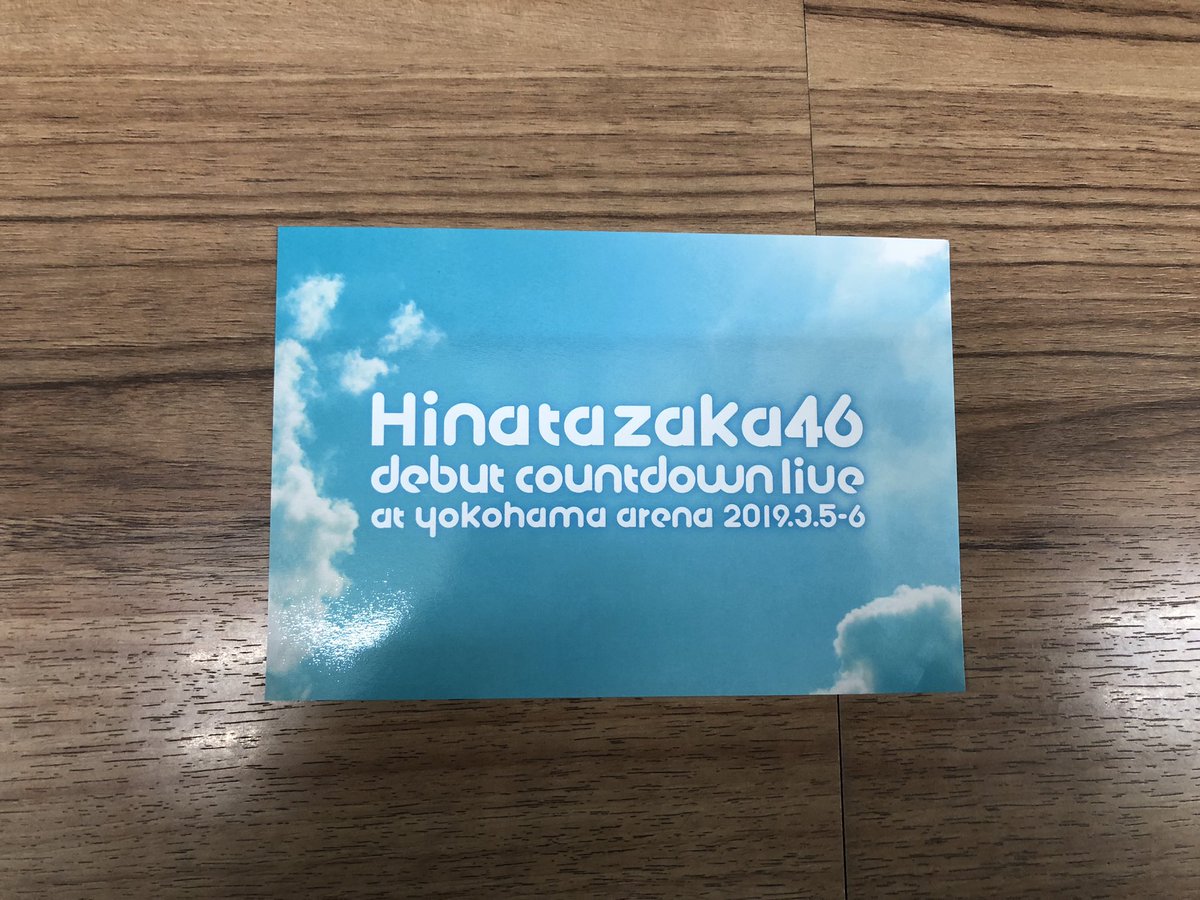 Hinatazaka46
debut countdown live
at yokohama arena 2019.3.5-6